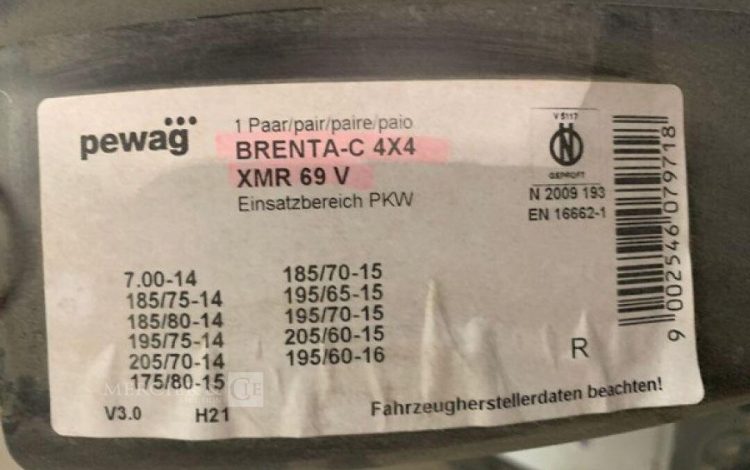 pewag
1 Paar/pair/paire/paio
BRENTA-C 4X4
XMR 69 V
Einsatzbereich PKW
V 5117
GEPRÜFT
N 2009 193
EN 16662-1
7.00-14
185/75-14
185/80-14
195/75-14
205/70-14
175/80-15
185/70-15
195/65-15
195/70-15
205/60-15
195/60-16
R
9 002546 079718
V3.0
H21
Fahrzeugherstellerdaten beachten!
MERCIER & CIE